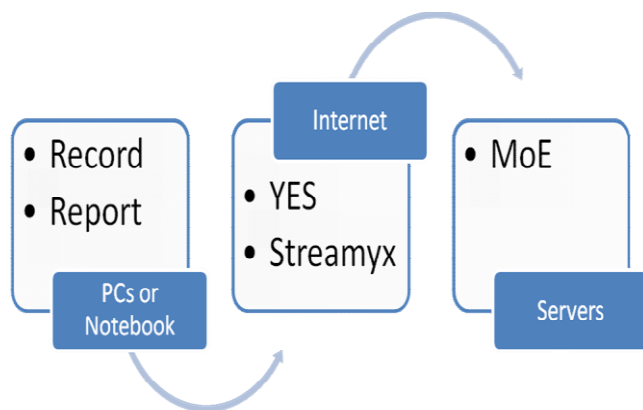 • Record
• Report
PCs or
Notebook
Internet
• YES
• Streamyx
• MoE
Servers